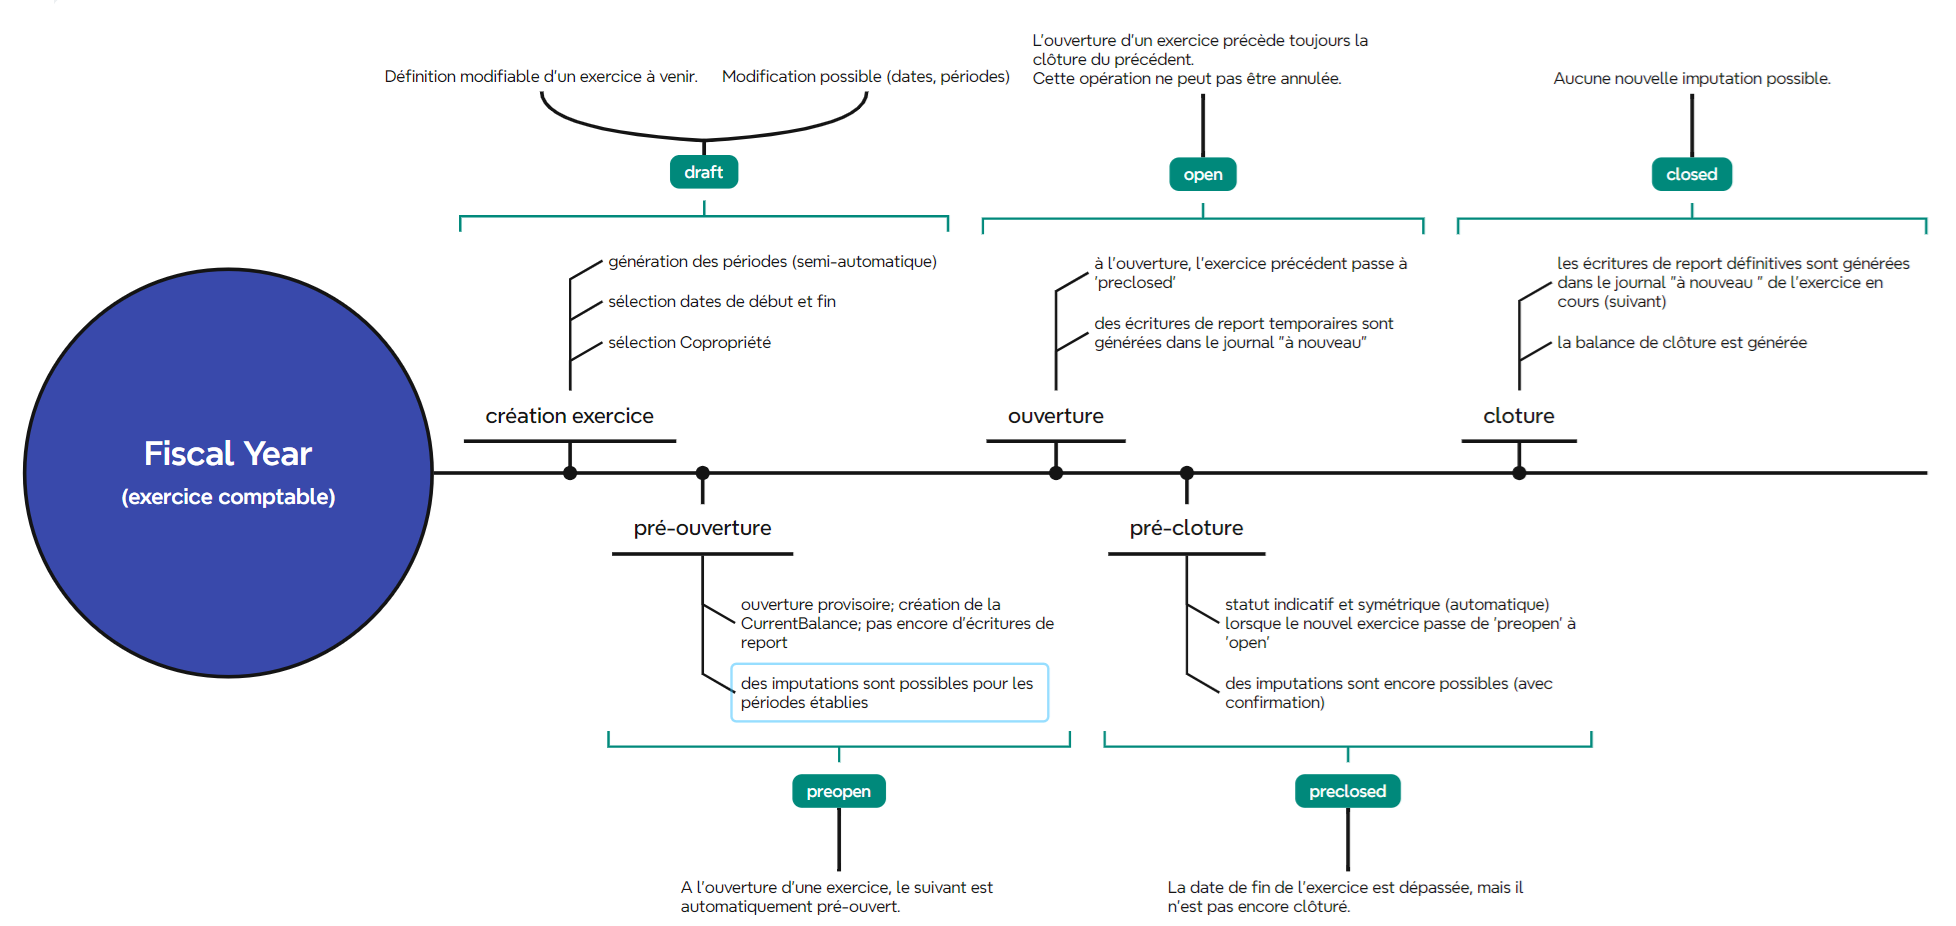 L'ouverture d'un exercice précède toujours la
clôture du précédent.
Cette opération ne peut pas être annulée.
Définition modifiable d'un exercice à venir.
Modification possible (dates, périodes)
Aucune nouvelle imputation possible.
draft
open
closed
génération des périodes (semi-automatique)
sélection dates de début et fin
sélection Copropriété
à l'ouverture, l'exercice précédent passe à
'preclosed'
des écritures de report temporaires sont
générées dans le journal "à nouveau"
les écritures de report définitives sont générées
dans le journal "à nouveau " de l'exercice en
cours (suivant)
la balance de clôture est générée
création exercice
ouverture
cloture
Fiscal Year
(exercice comptable)
pré-ouverture
pré-cloture
ouverture provisoire; création de la
CurrentBalance; pas encore d'écritures de
report
des imputations sont possibles pour les
périodes établies
statut indicatif et symétrique (automatique)
lorsque le nouvel exercice passe de 'preopen' à
'open'
des imputations sont encore possibles (avec
confirmation)
preopen
preclosed
A l'ouverture d'une exercice, le suivant est
automatiquement pré-ouvert.
La date de fin de l'exercice est dépassée, mais il
n'est pas encore clôturé.